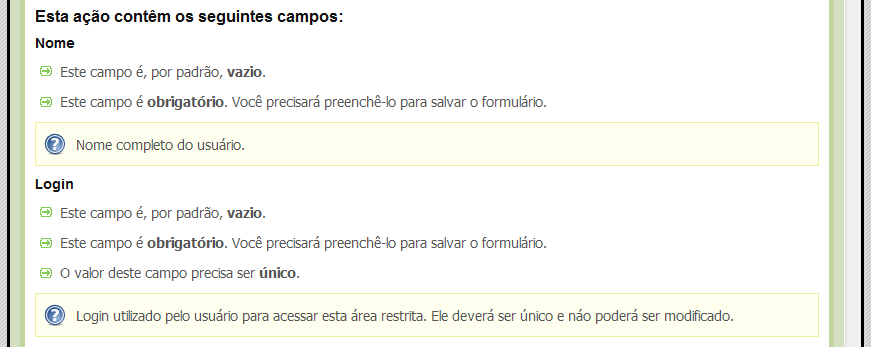 Esta ação contêm os seguintes campos:
Nome
Este campo é, por padrão, vazio.
Este campo é obrigatório. Você precisará preenchê-lo para salvar o formulário.
Nome completo do usuário.
Login
Este campo é, por padrão, vazio.
Este campo é obrigatório. Você precisará preenchê-lo para salvar o formulário.
O valor deste campo precisa ser único.
Login utilizado pelo usuário para acessar esta área restrita. Ele deverá ser único e náo poderá ser modificado.